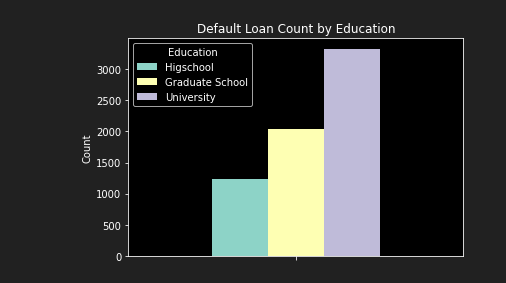 Default Loan Count by Education
Education
Higschool
Graduate School
University
Count
3000
2500
2000
1500
1000
500
0